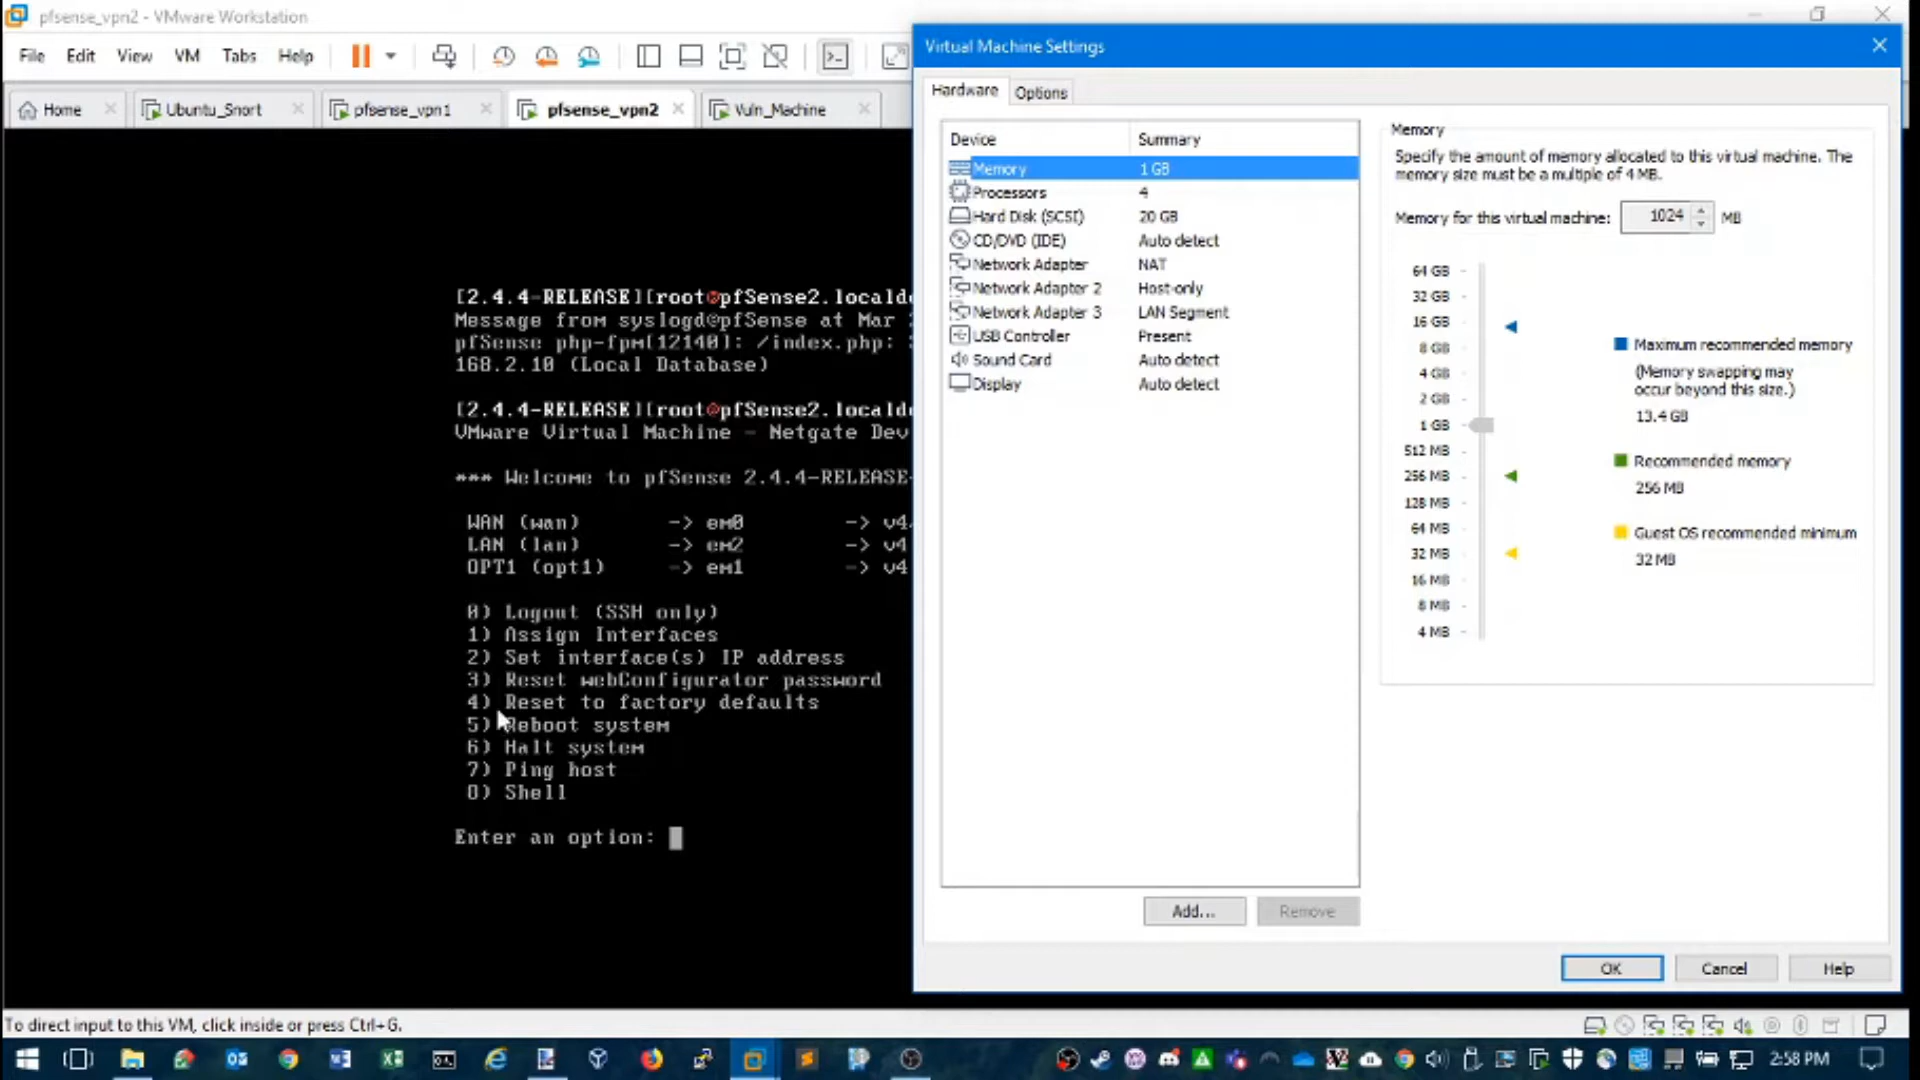 pfsense_vpn2 - VMware Workstation
File Edit View VM Tabs Help
Home
Ubuntu_Snort
pfsense_vpn1
pfsense_vpn2
Vuln_Machine
[2.4.4-RELEASE][root@pfSense2.locald
Message from syslogd@pfSense at Mar
pfSense php-fpm[12140]: /index.php:
168.2.10 (Local Database)
[2.4.4-RELEASE][root@pfSense2.locald
VMware Virtual Machine - Netgate Dev
*** Welcome to pfSense 2.4.4-RELEASE-
WAN (wan) -> em0 -> v4
LAN (lan) -> em2 -> v4
OPT1 (opt1) -> em1 -> v4
0) Logout (SSH only)
1) Assign Interfaces
2) Set interface(s) IP address
3) Reset webConfigurator password
4) Reset to factory defaults
5) Reboot system
6) Halt system
7) Ping host
8) Shell
Enter an option:
Virtual Machine Settings
Hardware Options
Device Summary
Memory 1 GB
Processors 4
Hard Disk (SCSI) 20 GB
CD/DVD (IDE) Auto detect
Network Adapter NAT
Network Adapter 2 Host-only
Network Adapter 3 LAN Segment
USB Controller Present
Sound Card Auto detect
Display Auto detect
Add...
Remove
Memory
Specify the amount of memory allocated to this virtual machine. The
memory size must be a multiple of 4 MB.
Memory for this virtual machine: 1024 MB
64 GB
32 GB
16 GB
8 GB
4 GB
2 GB
1 GB
512 MB
256 MB
128 MB
64 MB
32 MB
16 MB
8 MB
4 MB
Maximum recommended memory
(Memory swapping may
occur beyond this size.)
13.4 GB
Recommended memory
256 MB
Guest OS recommended minimum
32 MB
OK
Cancel
Help
To direct input to this VM, click inside or press Ctrl+G.
2:58 PM